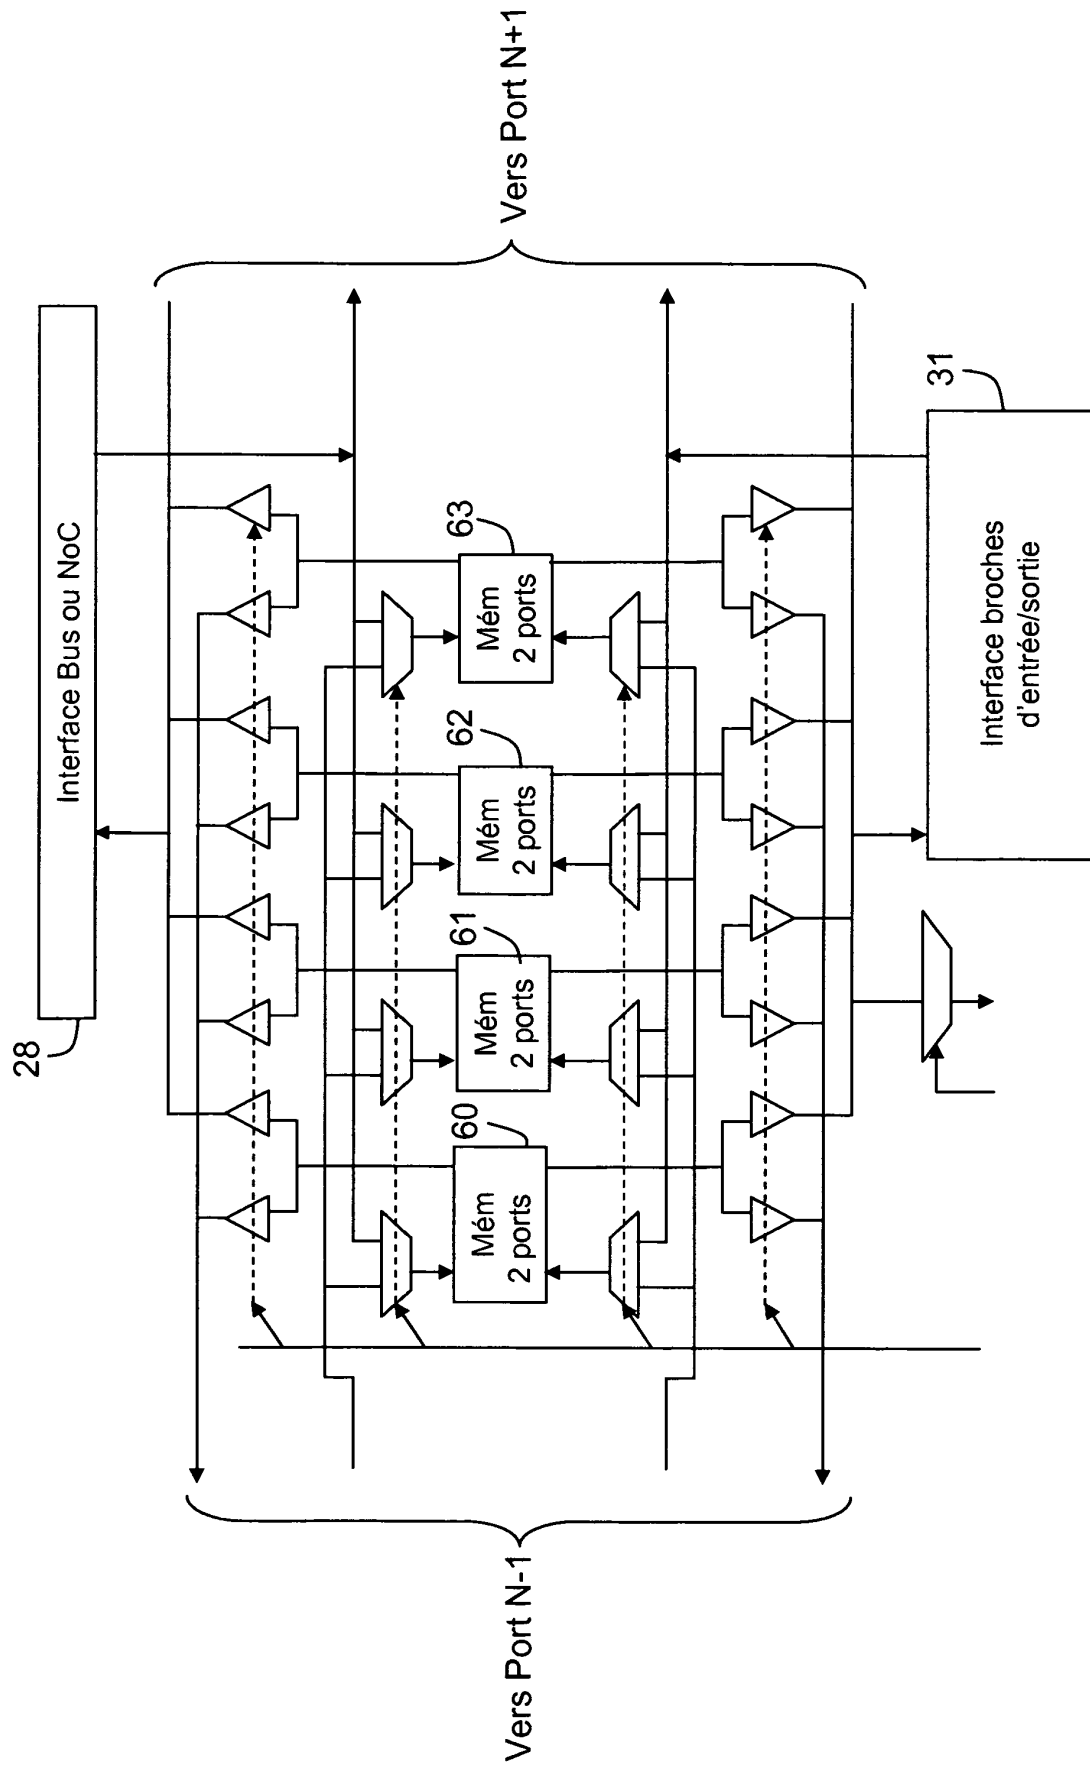 28
Interface Bus ou NoC
Vers Port N-1
Vers Port N+1
60
Mém
2 ports
61
Mém
2 ports
62
Mém
2 ports
63
Mém
2 ports
31
Interface broches
d'entrée/sortie